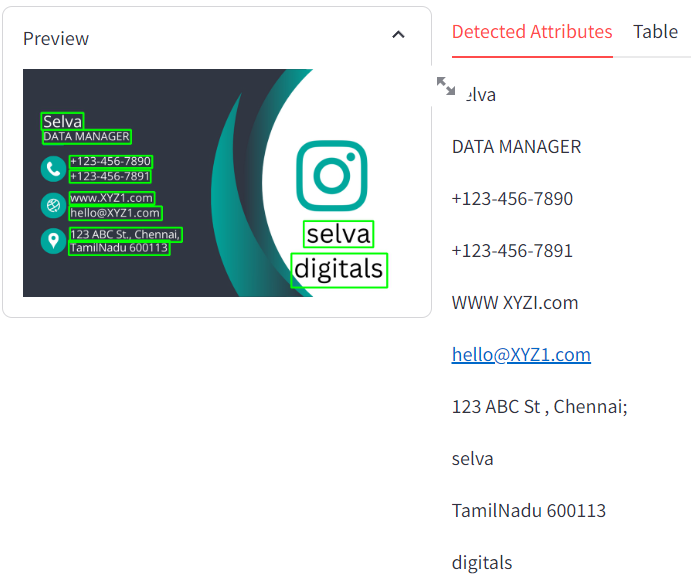 Preview
Selva
DATA MANAGER
+123-456-7890
+123-456-7891
www.XYZ1.com
hello@XYZ1.com
123 ABC St., Chennai,
TamilNadu 600113
selva
digitals
Detected Attributes Table
elva
DATA MANAGER
+123-456-7890
+123-456-7891
WWW XYZI.com
hello@XYZ1.com
123 ABC St , Chennai;
selva
TamilNadu 600113
digitals